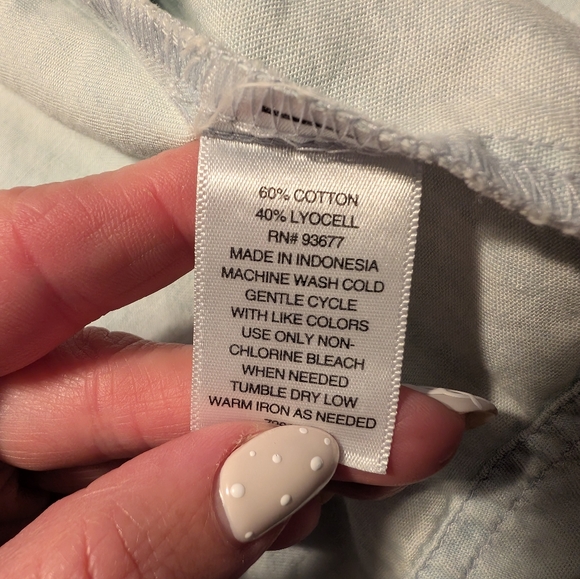 60% COTTON
40% LYOCELL
RN# 93677
MADE IN INDONESIA
MACHINE WASH COLD
GENTLE CYCLE
WITH LIKE COLORS
USE ONLY NON-
CHLORINE BLEACH
WHEN NEEDED
TUMBLE DRY LOW
WARM IRON AS NEEDED